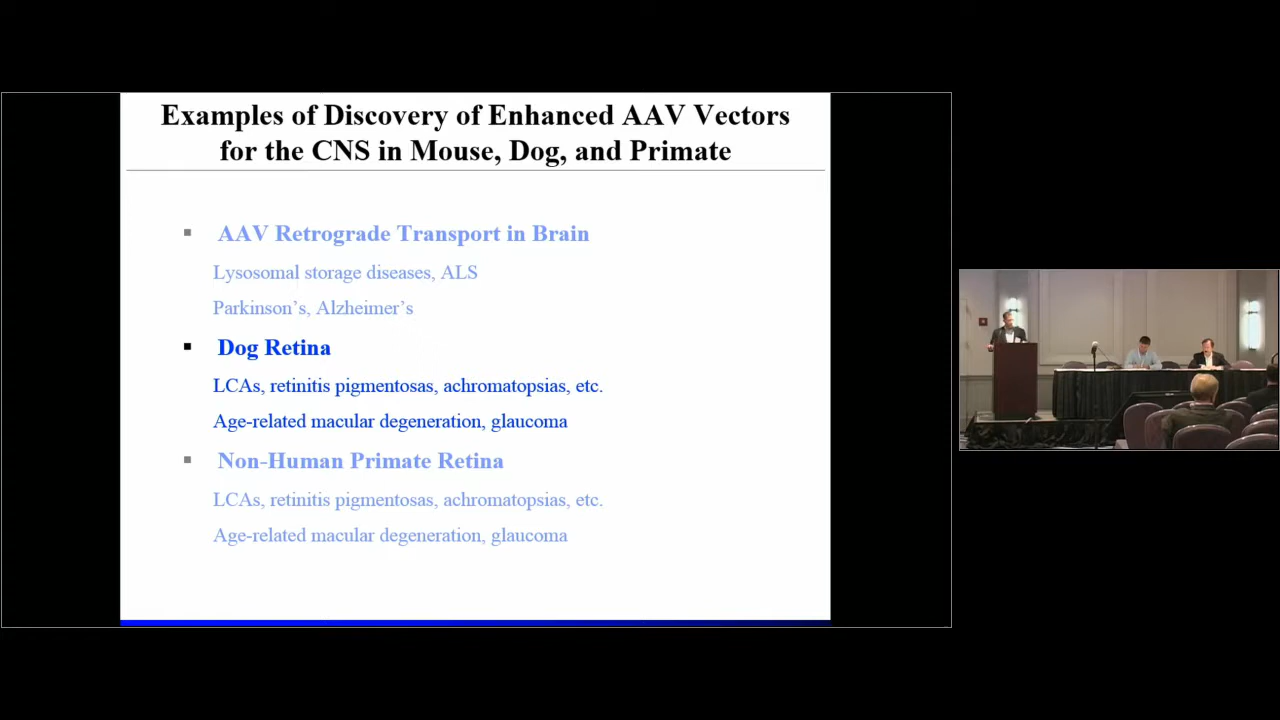 Examples of Discovery of Enhanced AAV Vectors
for the CNS in Mouse, Dog, and Primate
▪ AAV Retrograde Transport in Brain
Lysosomal storage diseases, ALS
Parkinson’s, Alzheimer’s
▪ Dog Retina
LCAs, retinitis pigmentosas, achromatopsias, etc.
Age-related macular degeneration, glaucoma
▪ Non-Human Primate Retina
LCAs, retinitis pigmentosas, achromatopsias, etc.
Age-related macular degeneration, glaucoma